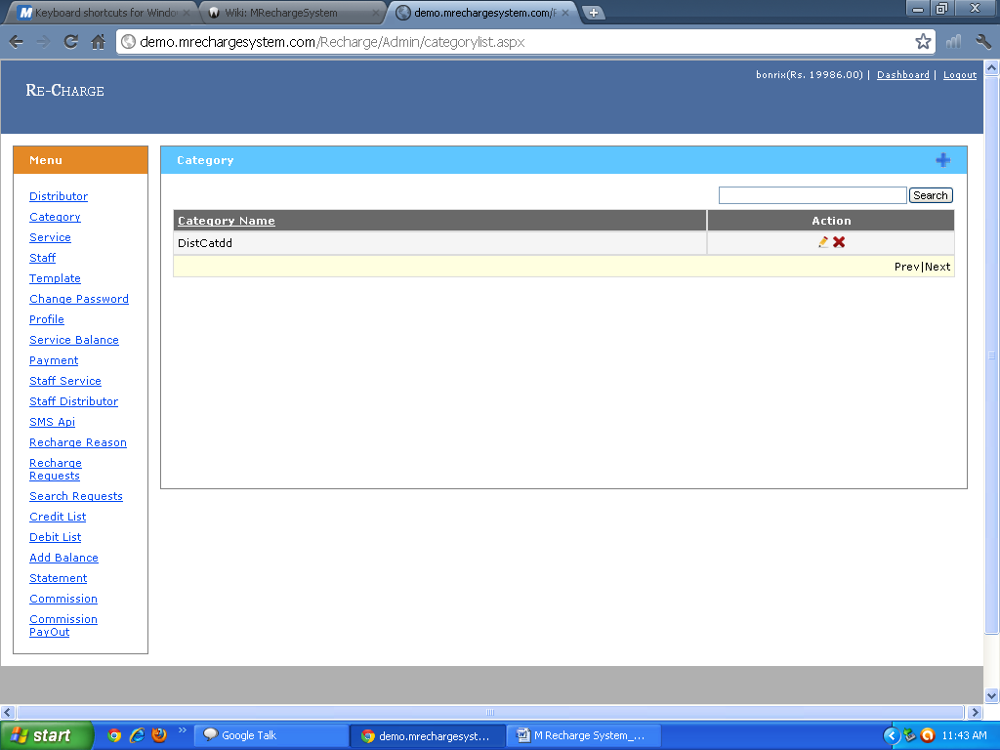 Keyboard shortcuts for Windo
Wiki: MRechargeSystem
demo.mrechargesystem.com/F
demo.mrechargesystem.com/Recharge/Admin/categorylist.aspx
RE-CHARGE
bonrix(Rs. 19986.00) | Dashboard | Logout
Menu
Distributor
Category
Service
Staff
Template
Change Password
Profile
Service Balance
Payment
Staff Service
Staff Distributor
SMS Api
Recharge Reason
Recharge
Requests
Search Requests
Credit List
Debit List
Add Balance
Statement
Commission
Commission
PayOut
Category
Search
Category Name Action
DistCatdd
Prev|Next
start
Google Talk
demo.mrechargesyst...
M Recharge System_...
11:43 AM